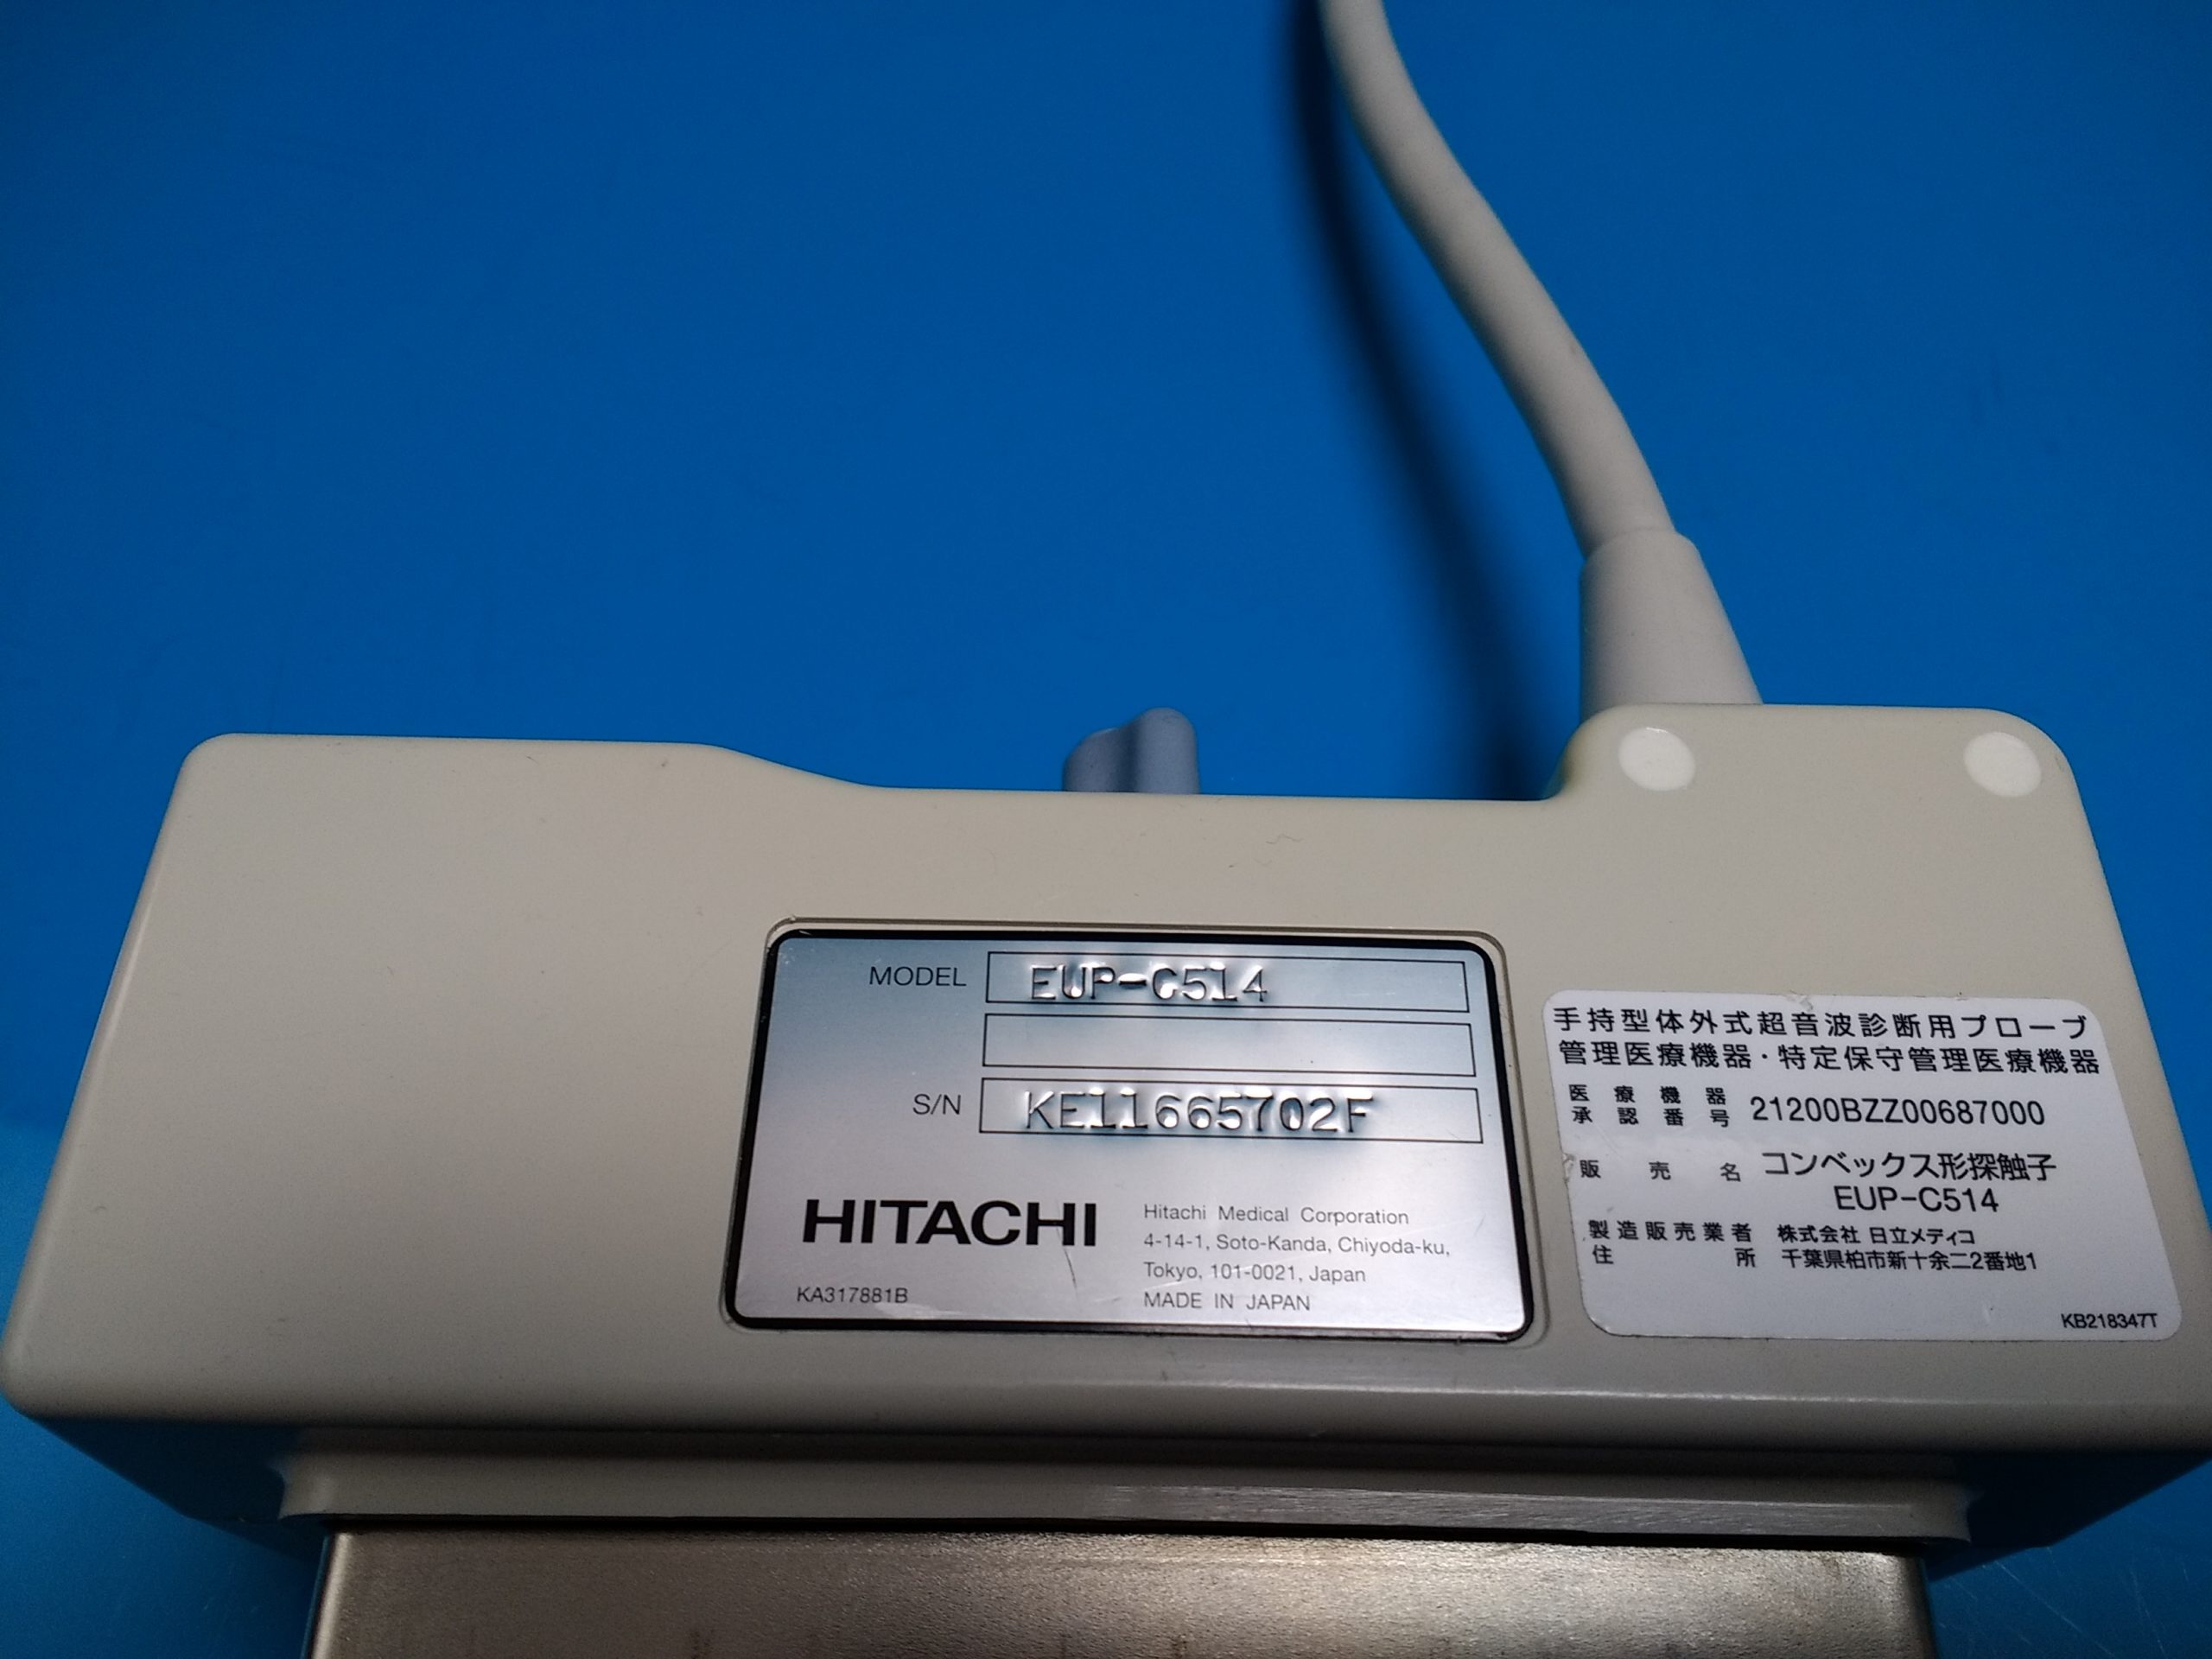 MODEL EUP-C514
S/N KE11665702F
HITACHI
Hitachi Medical Corporation
4-14-1, Soto-Kanda, Chiyoda-ku,
Tokyo, 101-0021, Japan
MADE IN JAPAN
KA317881B
手持型体外式超音波診断用プローブ
管理医療機器・特定保守管理医療機器
医療機器
承認番号 21200BZZ00687000
販売名 コンベックス形探触子
EUP-C514
製造販売業者 株式会社 日立メディコ
住所 千葉県柏市新十余二2番地1
KB218347T